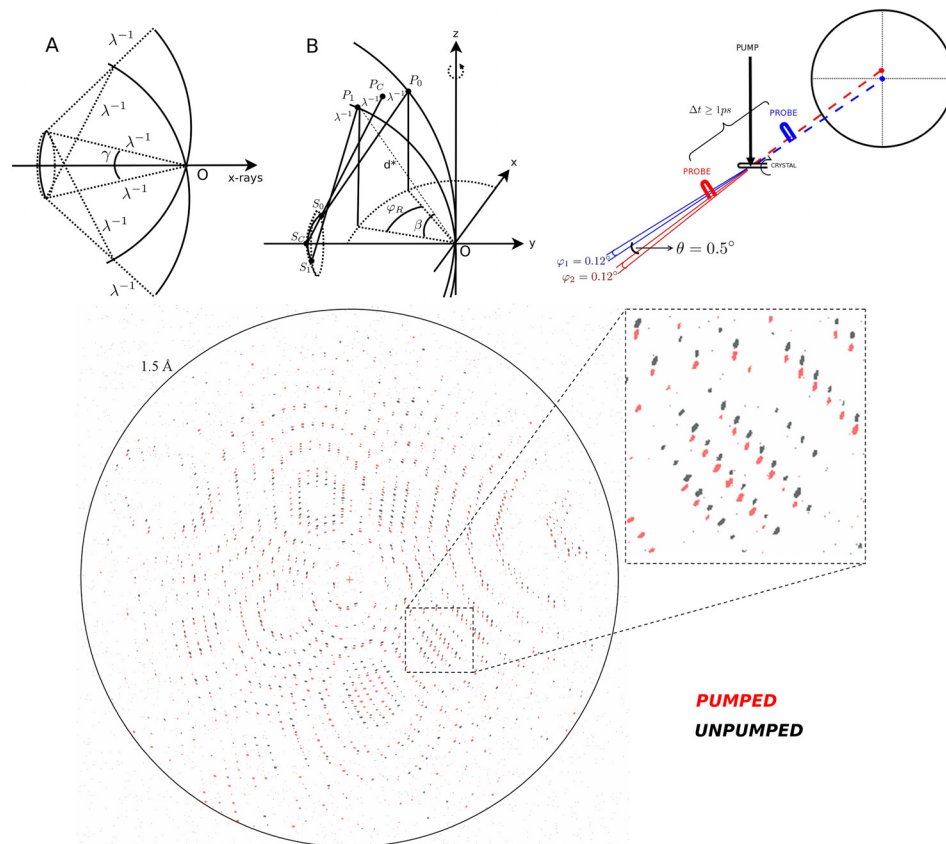 A
λ⁻¹
λ⁻¹
λ⁻¹
γ
λ⁻¹
λ⁻¹
λ⁻¹
O
x-rays
B
z
P₁
P_C
P₀
λ⁻¹
λ⁻¹
d*
x
φ_R
β
S₀
S_C
S₁
O
y
PUMP
Δt ≥ 1ps
PROBE
PROBE
CRYSTAL
θ = 0.5°
φ₁ = 0.12°
φ₂ = 0.12°
1.5 Å
PUMPED
UNPUMPED